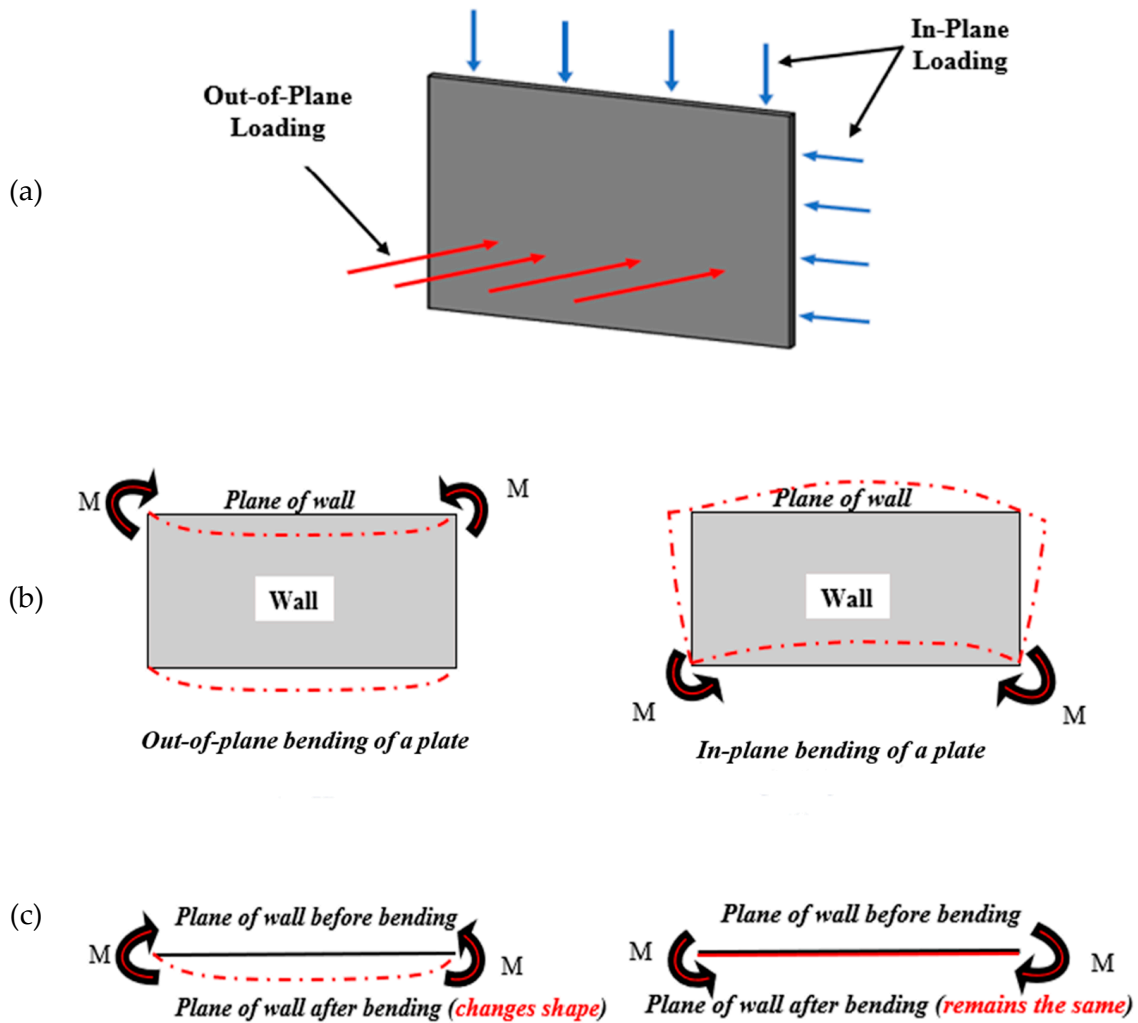 In-Plane
Loading
Out-of-Plane
Loading
(a)
M
Plane of wall
M
Plane of wall
(b)
Wall
Wall
M
M
Out-of-plane bending of a plate
In-plane bending of a plate
(c)
Plane of wall before bending
Plane of wall before bending
M
M
M
M
Plane of wall after bending (changes shape)
Plane of wall after bending (remains the same)